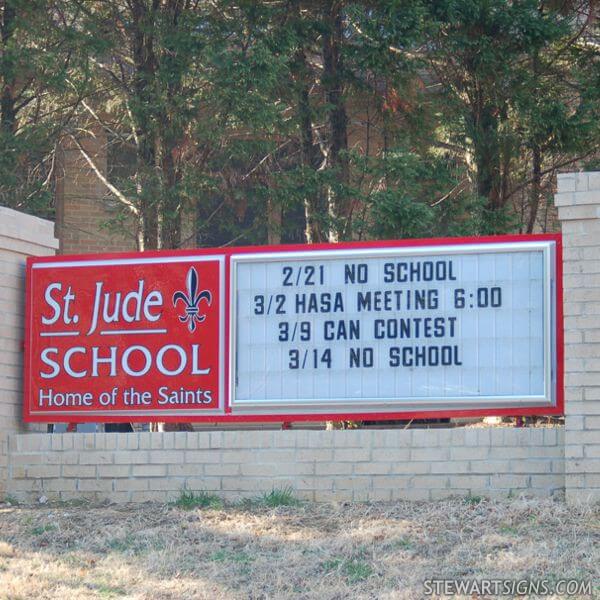 St. Jude
SCHOOL
Home of the Saints
2/21 NO SCHOOL
3/2 HASA MEETING 6:00
3/9 CAN CONTEST
3/14 NO SCHOOL
STEWARTSIGNS.COM